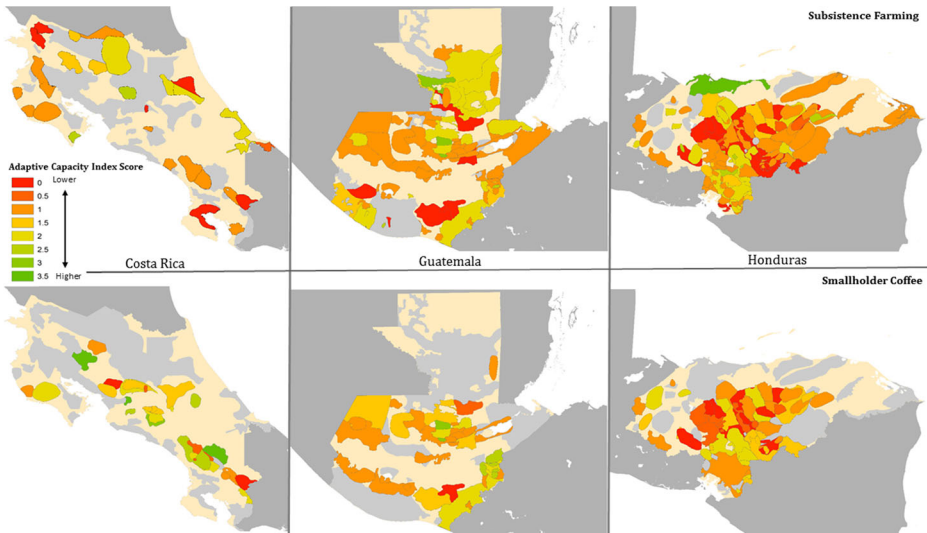 Subsistence Farming
Adaptive Capacity Index Score
0 Lower
0.5
1
1.5
2
2.5
3
3.5 Higher
Costa Rica
Guatemala
Honduras
Smallholder Coffee